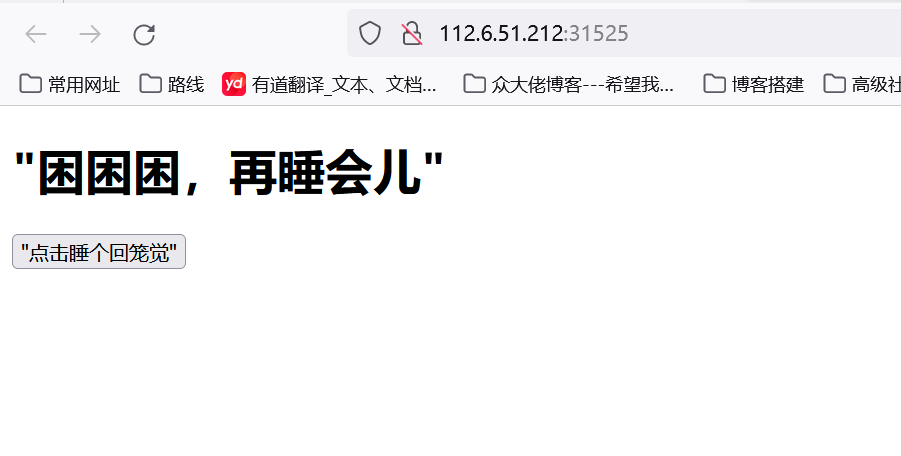 112.6.51.212:31525
常用网址 路线 yd 有道翻译_文本、文档... 众大佬博客---希望我... 博客搭建 高级社
"困困困，再睡会儿"
"点击睡个回笼觉"